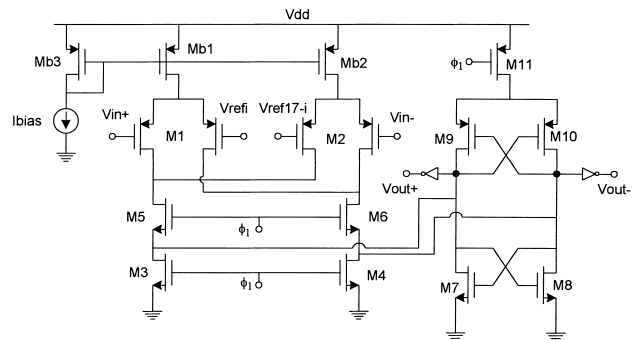 Vdd
Mb3
Mb1
Mb2
ϕ1
M11
Ibias
Vin+
Vrefi
Vref17-i
Vin-
M1
M2
M9
M10
Vout+
Vout-
M5
M6
ϕ1
M3
M4
ϕ1
M7
M8